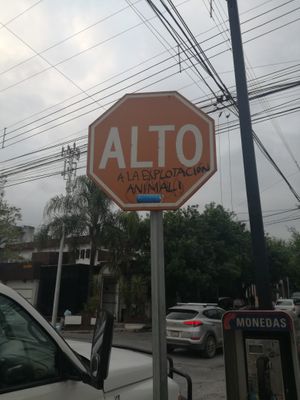 ALTO
A LA EXPLOTACION
ANIMAL!
MONEDAS